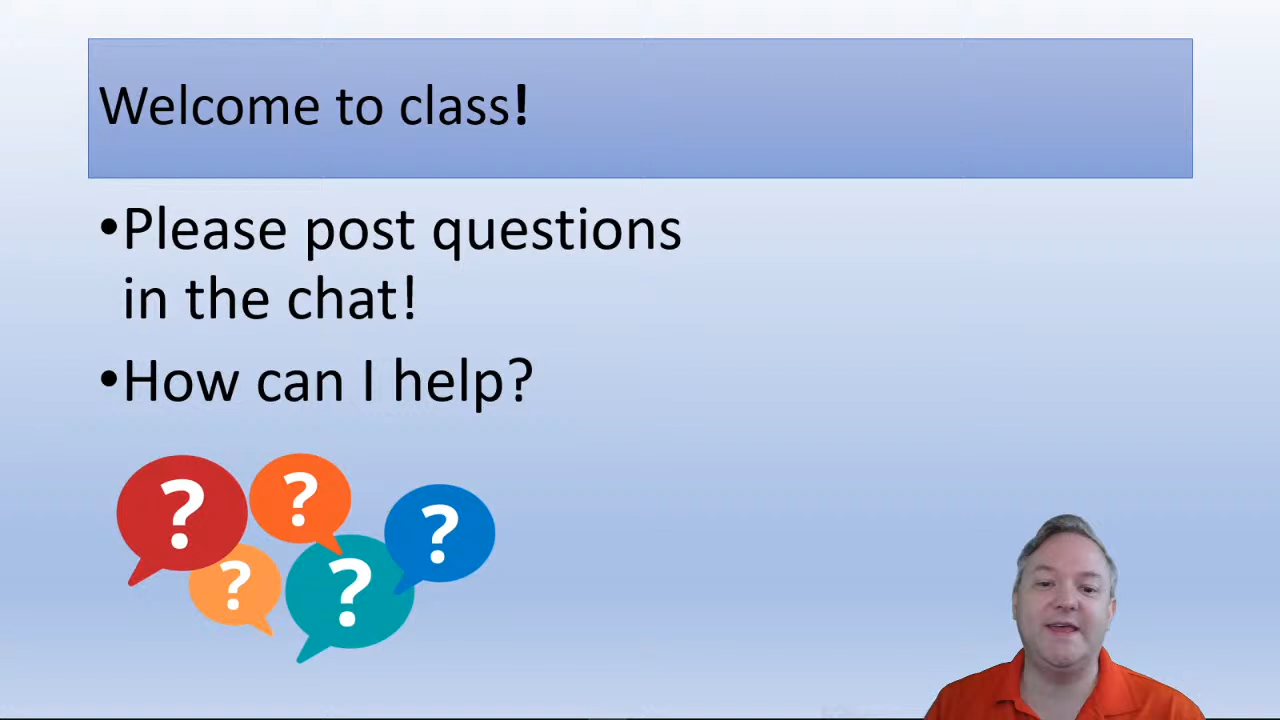 Welcome to class!
•Please post questions
in the chat!
•How can I help?
?
?
?
?
?